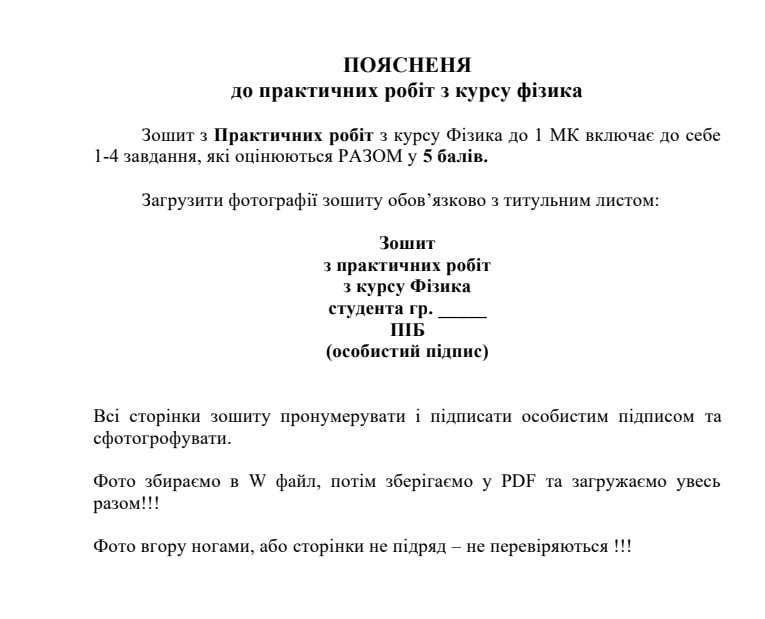 ПОЯСНЕНЯ
до практичних робіт з курсу фізика
Зошит з Практичних робіт з курсу Фізика до 1 МК включає до себе
1-4 завдання, які оцінюються РАЗОМ у 5 балів.
Загрузити фотографії зошиту обов’язково з титульним листом:
Зошит
з практичних робіт
з курсу Фізика
студента гр. _____
ПІБ
(особистий підпис)
Всі сторінки зошиту пронумерувати і підписати особистим підписом та
сфотогрофувати.
Фото збираємо в W файл, потім зберігаємо у PDF та загружаємо увесь
разом!!!
Фото вгору ногами, або сторінки не підряд – не перевіряються !!!